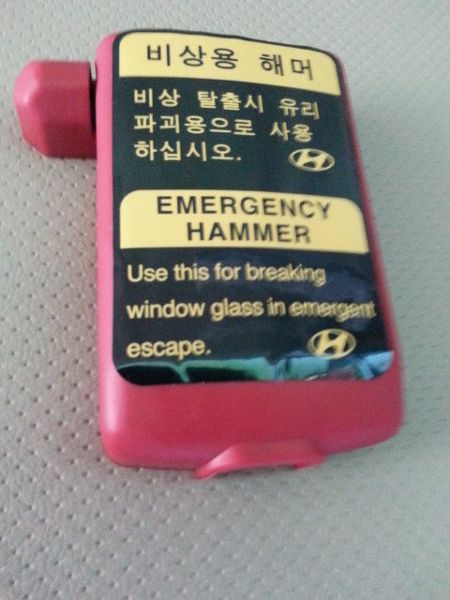 비상용 해머
비상 탈출시 유리
파괴용으로 사용
하십시오.
EMERGENCY
HAMMER
Use this for breaking
window glass in emergent
escape.